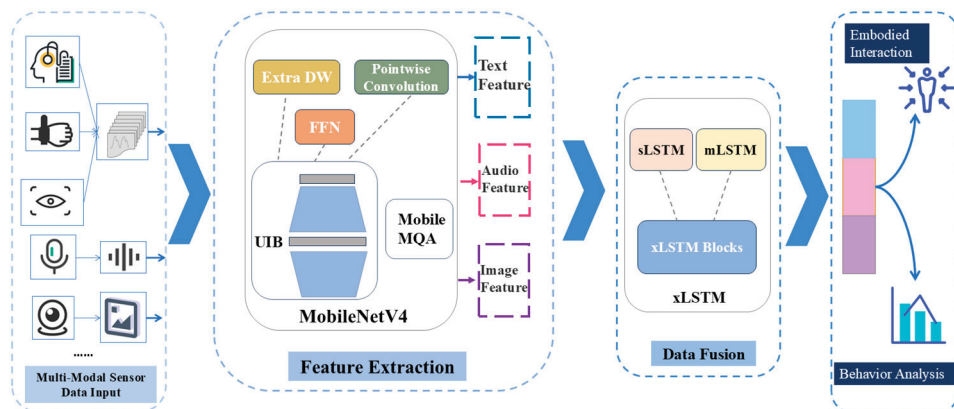 ......
Multi-Modal Sensor
Data Input
Extra DW
Pointwise
Convolution
FFN
UIB
Mobile
MQA
MobileNetV4
Text
Feature
Audio
Feature
Image
Feature
Feature Extraction
sLSTM
mLSTM
xLSTM Blocks
xLSTM
Data Fusion
Embodied
Interaction
Behavior Analysis